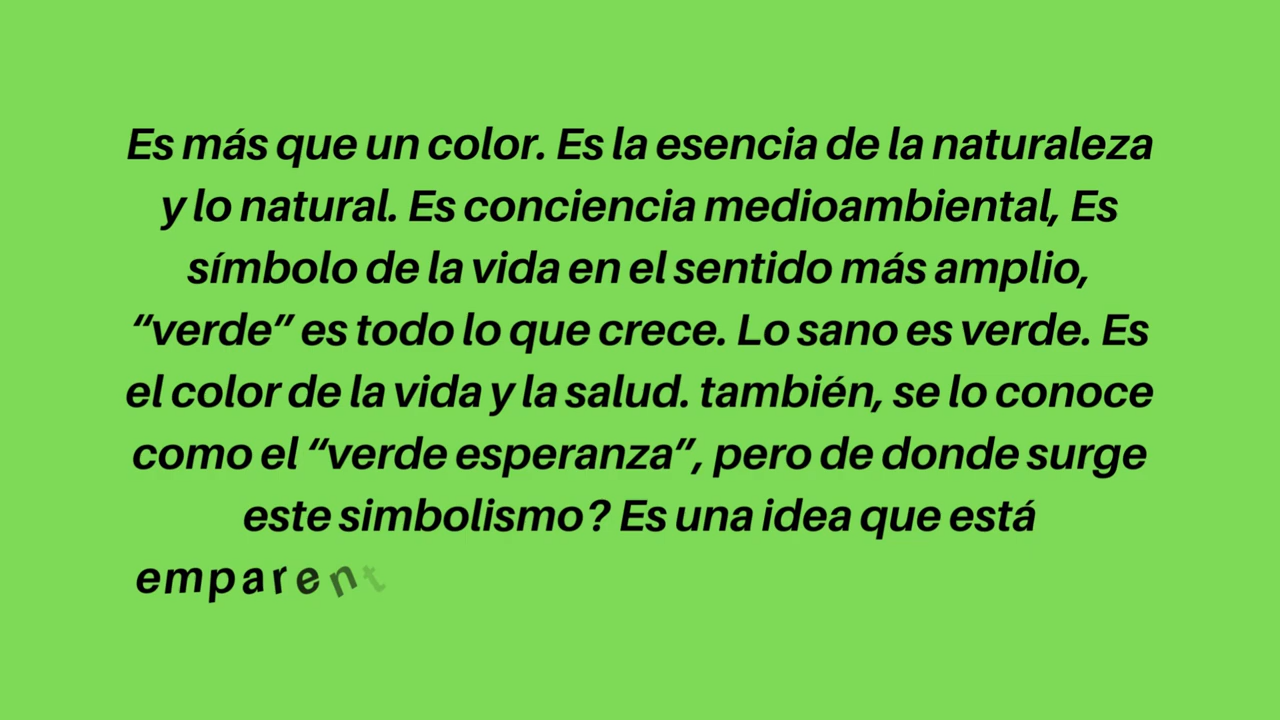 Es más que un color. Es la esencia de la naturaleza
y lo natural. Es conciencia medioambiental, Es
símbolo de la vida en el sentido más amplio,
“verde” es todo lo que crece. Lo sano es verde. Es
el color de la vida y la salud. también, se lo conoce
como el “verde esperanza”, pero de donde surge
este simbolismo? Es una idea que está
emparent